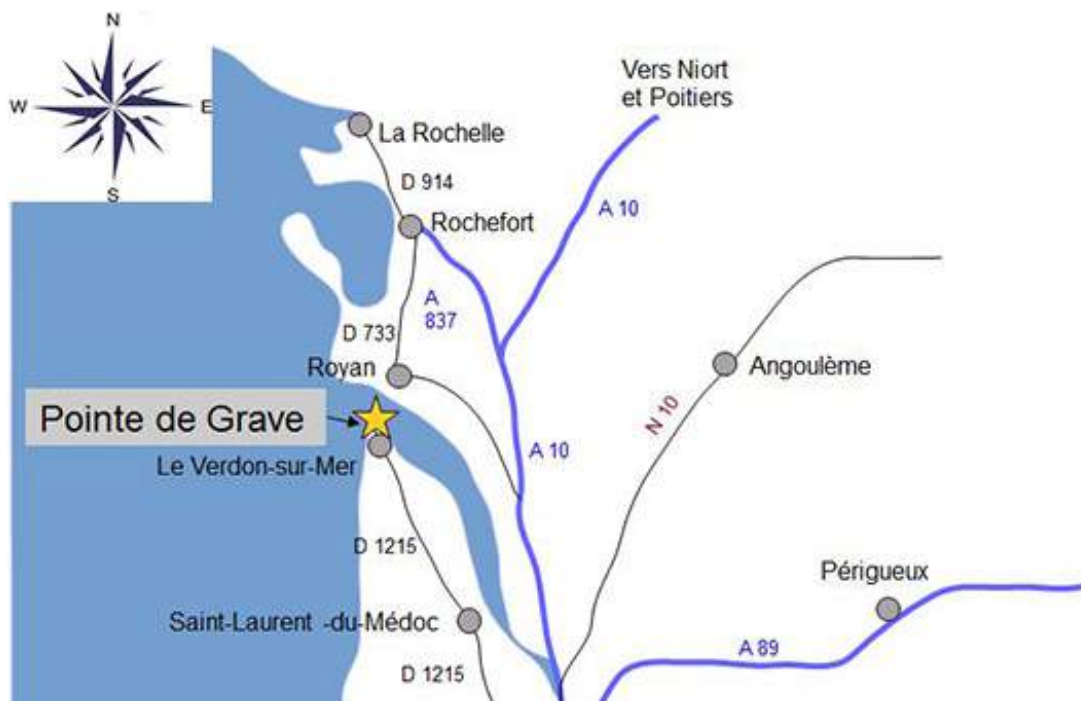 N
W
E
S
Vers Niort
et Poitiers
La Rochelle
D 914
A 10
Rochefort
A
837
D 733
Royan
Angoulême
Pointe de Grave
N 10
A 10
Le Verdon-sur-Mer
D 1215
Périgueux
Saint-Laurent -du-Médoc
A 89
D 1215